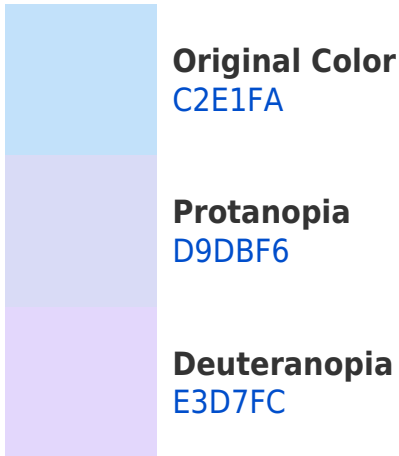 Original Color
C2E1FA
Protanopia
D9DBF6
Deuteranopia
E3D7FC